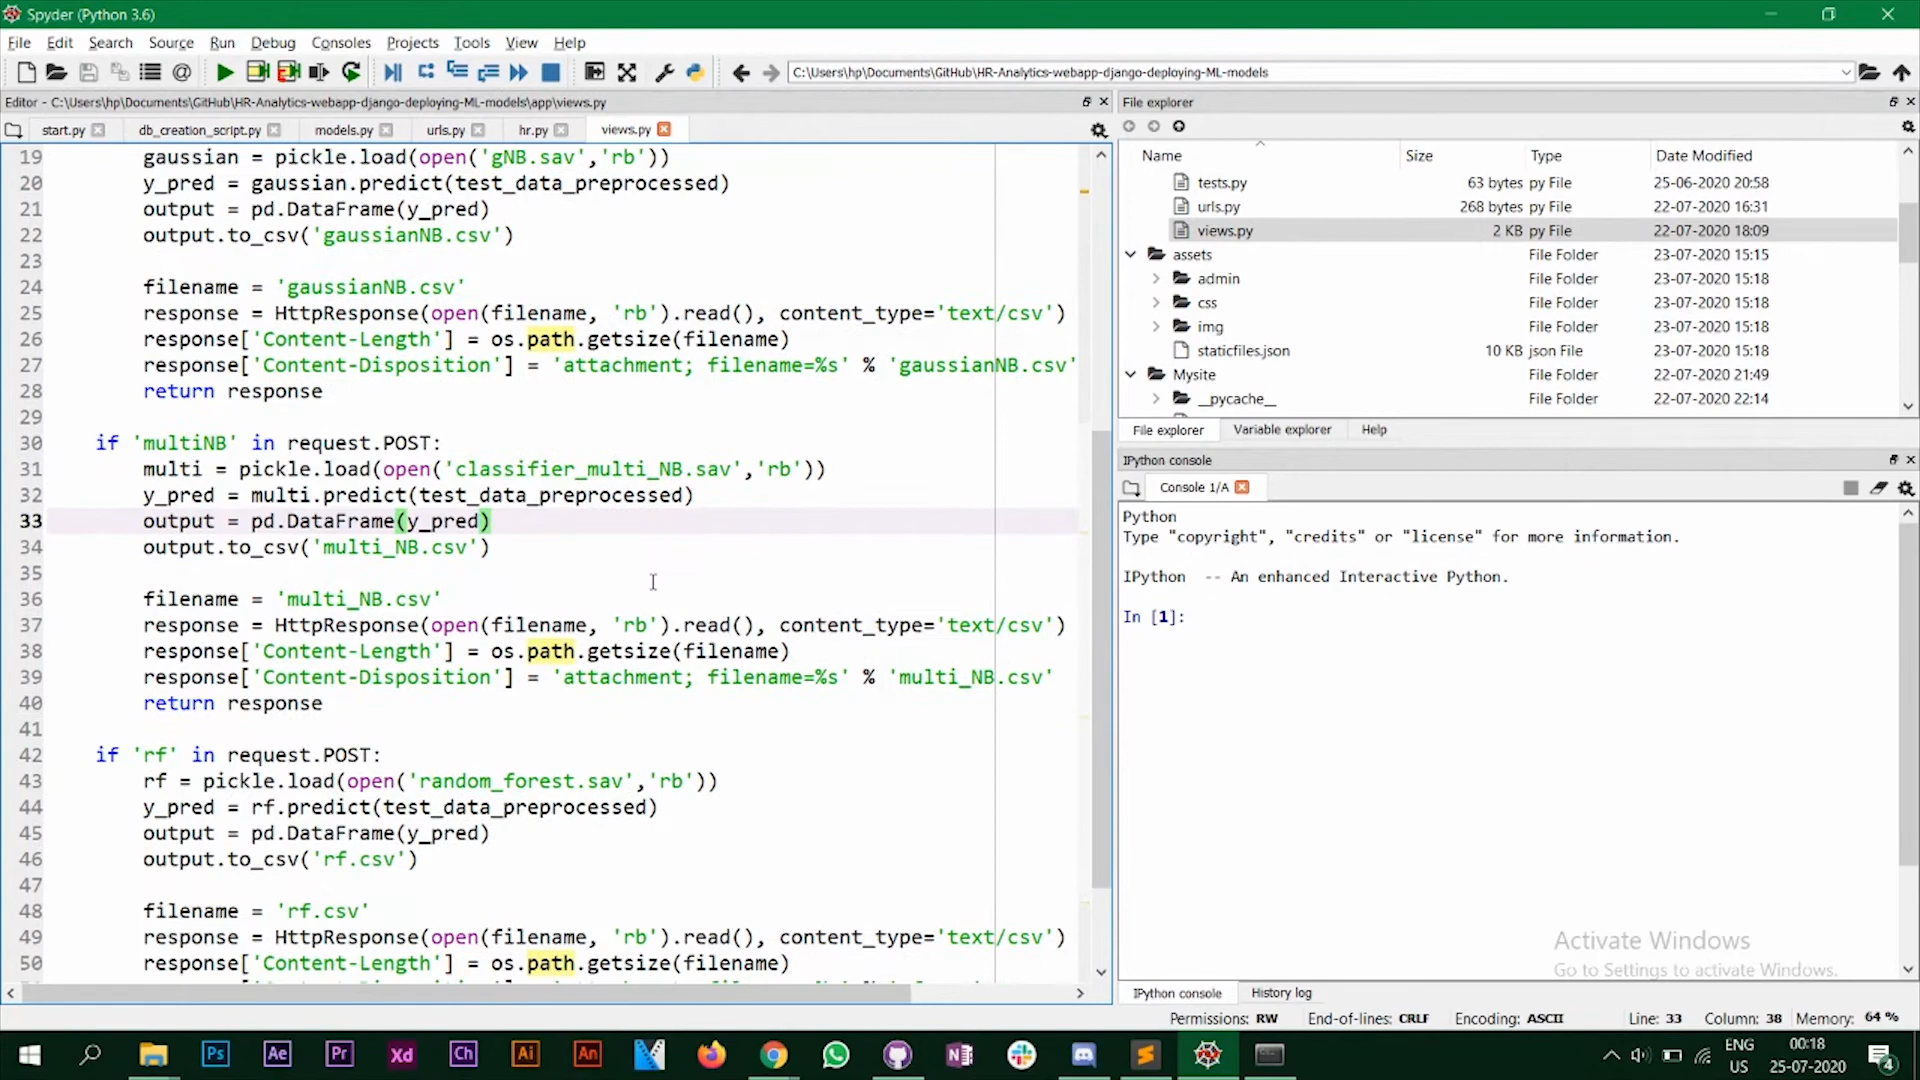 Spyder (Python 3.6)
File Edit Search Source Run Debug Consoles Projects Tools View Help
C:\Users\hp\Documents\GitHub\HR-Analytics-webapp-django-deploying-ML-models
Editor - C:\Users\hp\Documents\GitHub\HR-Analytics-webapp-django-deploying-ML-models\app\views.py
start.py db_creation_script.py models.py urls.py hr.py views.py
19 gaussian = pickle.load(open('gNB.sav','rb'))
20 y_pred = gaussian.predict(test_data_preprocessed)
21 output = pd.DataFrame(y_pred)
22 output.to_csv('gaussianNB.csv')
23
24 filename = 'gaussianNB.csv'
25 response = HttpResponse(open(filename, 'rb').read(), content_type='text/csv')
26 response['Content-Length'] = os.path.getsize(filename)
27 response['Content-Disposition'] = 'attachment; filename=%s' % 'gaussianNB.csv'
28 return response
29
30 if 'multiNB' in request.POST:
31 multi = pickle.load(open('classifier_multi_NB.sav','rb'))
32 y_pred = multi.predict(test_data_preprocessed)
33 output = pd.DataFrame(y_pred)
34 output.to_csv('multi_NB.csv')
35
36 filename = 'multi_NB.csv'
37 response = HttpResponse(open(filename, 'rb').read(), content_type='text/csv')
38 response['Content-Length'] = os.path.getsize(filename)
39 response['Content-Disposition'] = 'attachment; filename=%s' % 'multi_NB.csv'
40 return response
41
42 if 'rf' in request.POST:
43 rf = pickle.load(open('random_forest.sav','rb'))
44 y_pred = rf.predict(test_data_preprocessed)
45 output = pd.DataFrame(y_pred)
46 output.to_csv('rf.csv')
47
48 filename = 'rf.csv'
49 response = HttpResponse(open(filename, 'rb').read(), content_type='text/csv')
50 response['Content-Length'] = os.path.getsize(filename)
File explorer
Name Size Type Date Modified
tests.py 63 bytes py File 25-06-2020 20:58
urls.py 268 bytes py File 22-07-2020 16:31
views.py 2 KB py File 22-07-2020 18:09
assets File Folder 23-07-2020 15:15
admin File Folder 23-07-2020 15:18
css File Folder 23-07-2020 15:18
img File Folder 23-07-2020 15:18
staticfiles.json 10 KB json File 23-07-2020 15:18
Mysite File Folder 22-07-2020 21:49
__pycache__ File Folder 22-07-2020 22:14
File explorer Variable explorer Help
IPython console
Console 1/A
Python
Type "copyright", "credits" or "license" for more information.
IPython -- An enhanced Interactive Python.
In [1]:
Activate Windows
Go to Settings to activate Windows.
IPython console History log
Permissions: RW End-of-lines: CRLF Encoding: ASCII Line: 33 Column: 38 Memory: 64 %
Ps Ae Pr Xd Ch Ai An
ENG
US
00:18
25-07-2020
4